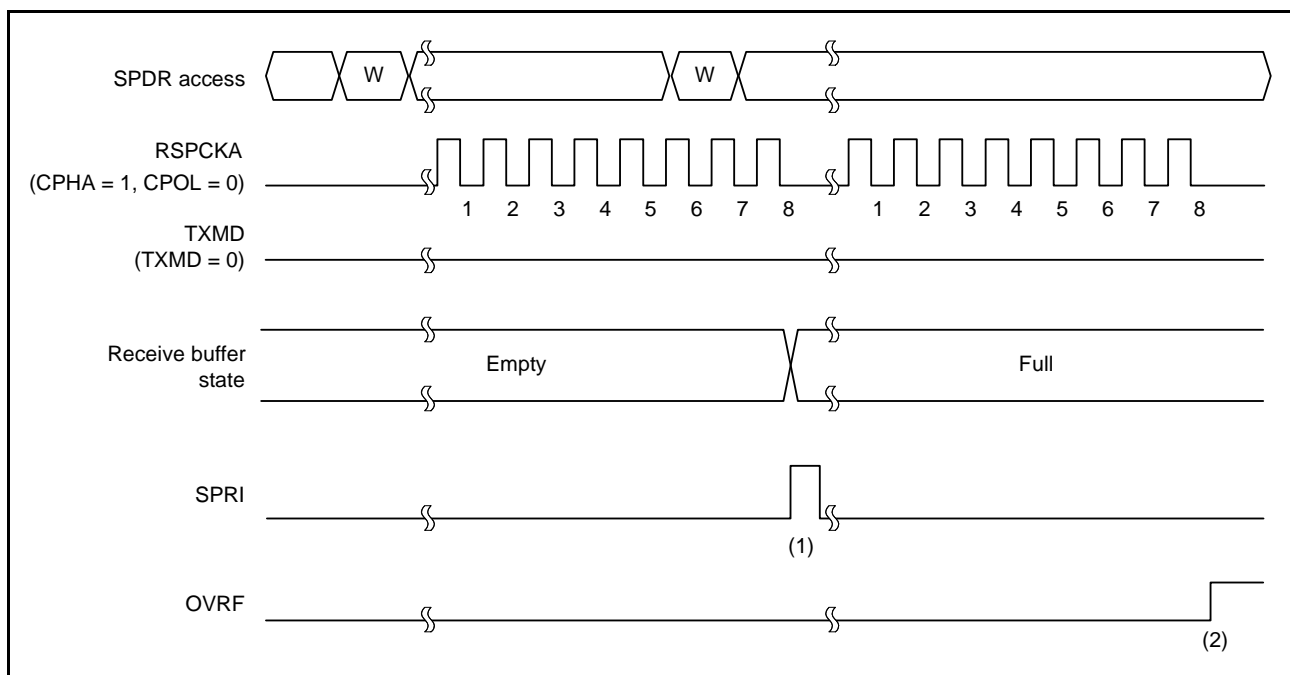 SPDR access
W
W
RSPCKA
(CPHA = 1, CPOL = 0)
1 2 3 4 5 6 7 8
1 2 3 4 5 6 7 8
TXMD
(TXMD = 0)
Receive buffer
state
Empty
Full
SPRI
(1)
OVRF
(2)